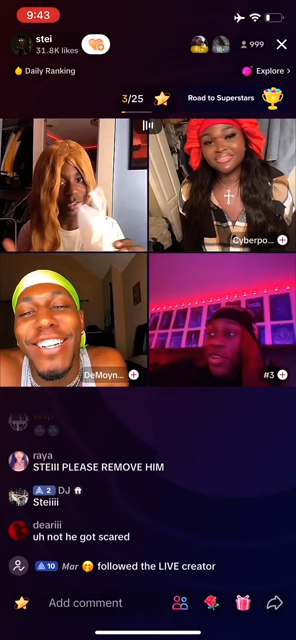 9:43
stei
31.8K likes
999
Daily Ranking
Explore >
3/25
Road to Superstars
Cyberpo...
DeMoyn...
#3
raya
STEIII PLEASE REMOVE HIM
2 DJ
Steiiii
deariii
uh not he got scared
10 Mar followed the LIVE creator
Add comment